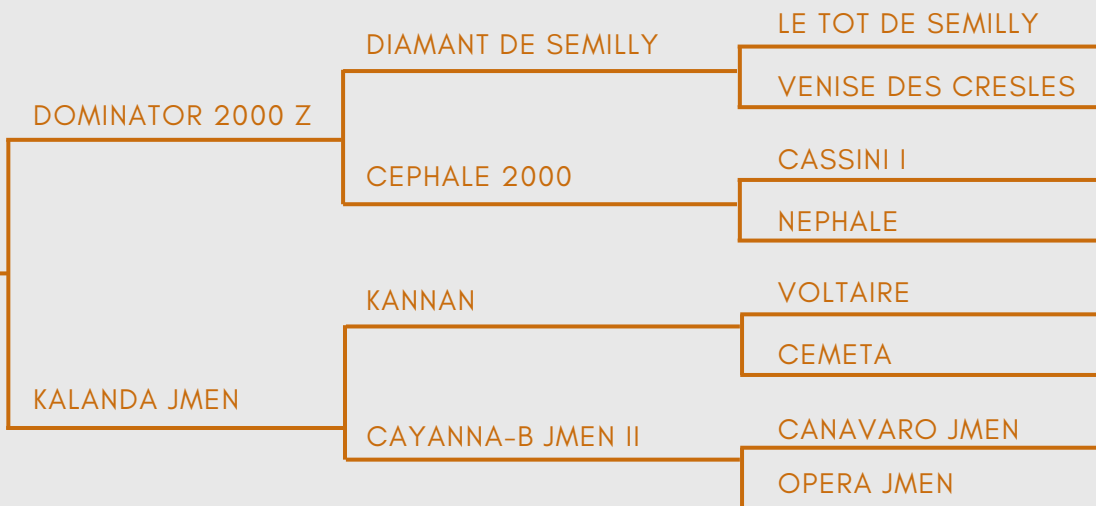 LE TOT DE SEMILLY
DIAMANT DE SEMILLY
VENISE DES CRESLES
DOMINATOR 2000 Z
CASSINI I
CEPHALE 2000
NEPHALE
VOLTAIRE
KANNAN
CEMETA
KALANDA JMEN
CANAVARO JMEN
CAYANNA-B JMEN II
OPERA JMEN